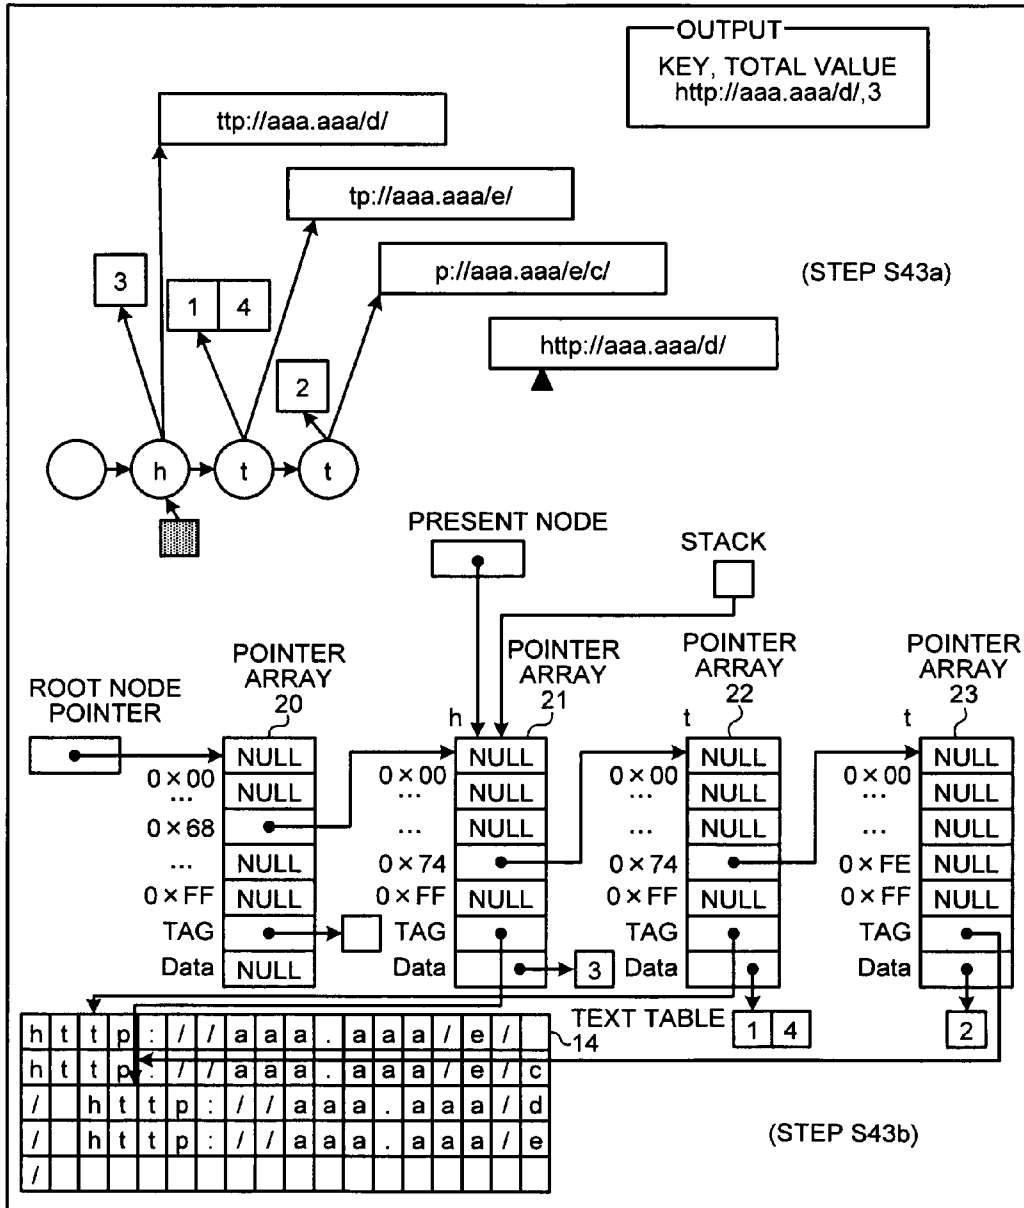 OUTPUT
KEY, TOTAL VALUE
http://aaa.aaa/d/,3
ttp://aaa.aaa/d/
tp://aaa.aaa/e/
p://aaa.aaa/e/c/
(STEP S43a)
3
1 4
http://aaa.aaa/d/
2
h t t
PRESENT NODE
STACK
ROOT NODE
POINTER
POINTER
ARRAY
20
POINTER
ARRAY
21
POINTER
ARRAY
22
POINTER
ARRAY
23
h
t
t
NULL
0×00
...
NULL
0×68
...
NULL
0×FF
NULL
TAG
Data
NULL
NULL
0×00
...
NULL
...
NULL
0×74
0×FF
NULL
TAG
Data
3
NULL
0×00
...
NULL
...
NULL
0×74
0×FF
NULL
TAG
Data
1 4
NULL
0×00
...
NULL
...
NULL
0×FE
NULL
0×FF
NULL
TAG
Data
2
TEXT TABLE
14
h t t p : / / a a a . a a a / e /
h t t p : / / a a a . a a a / e / c
/ h t t p : / / a a a . a a a / d
/ h t t p : / / a a a . a a a / e
/
(STEP S43b)